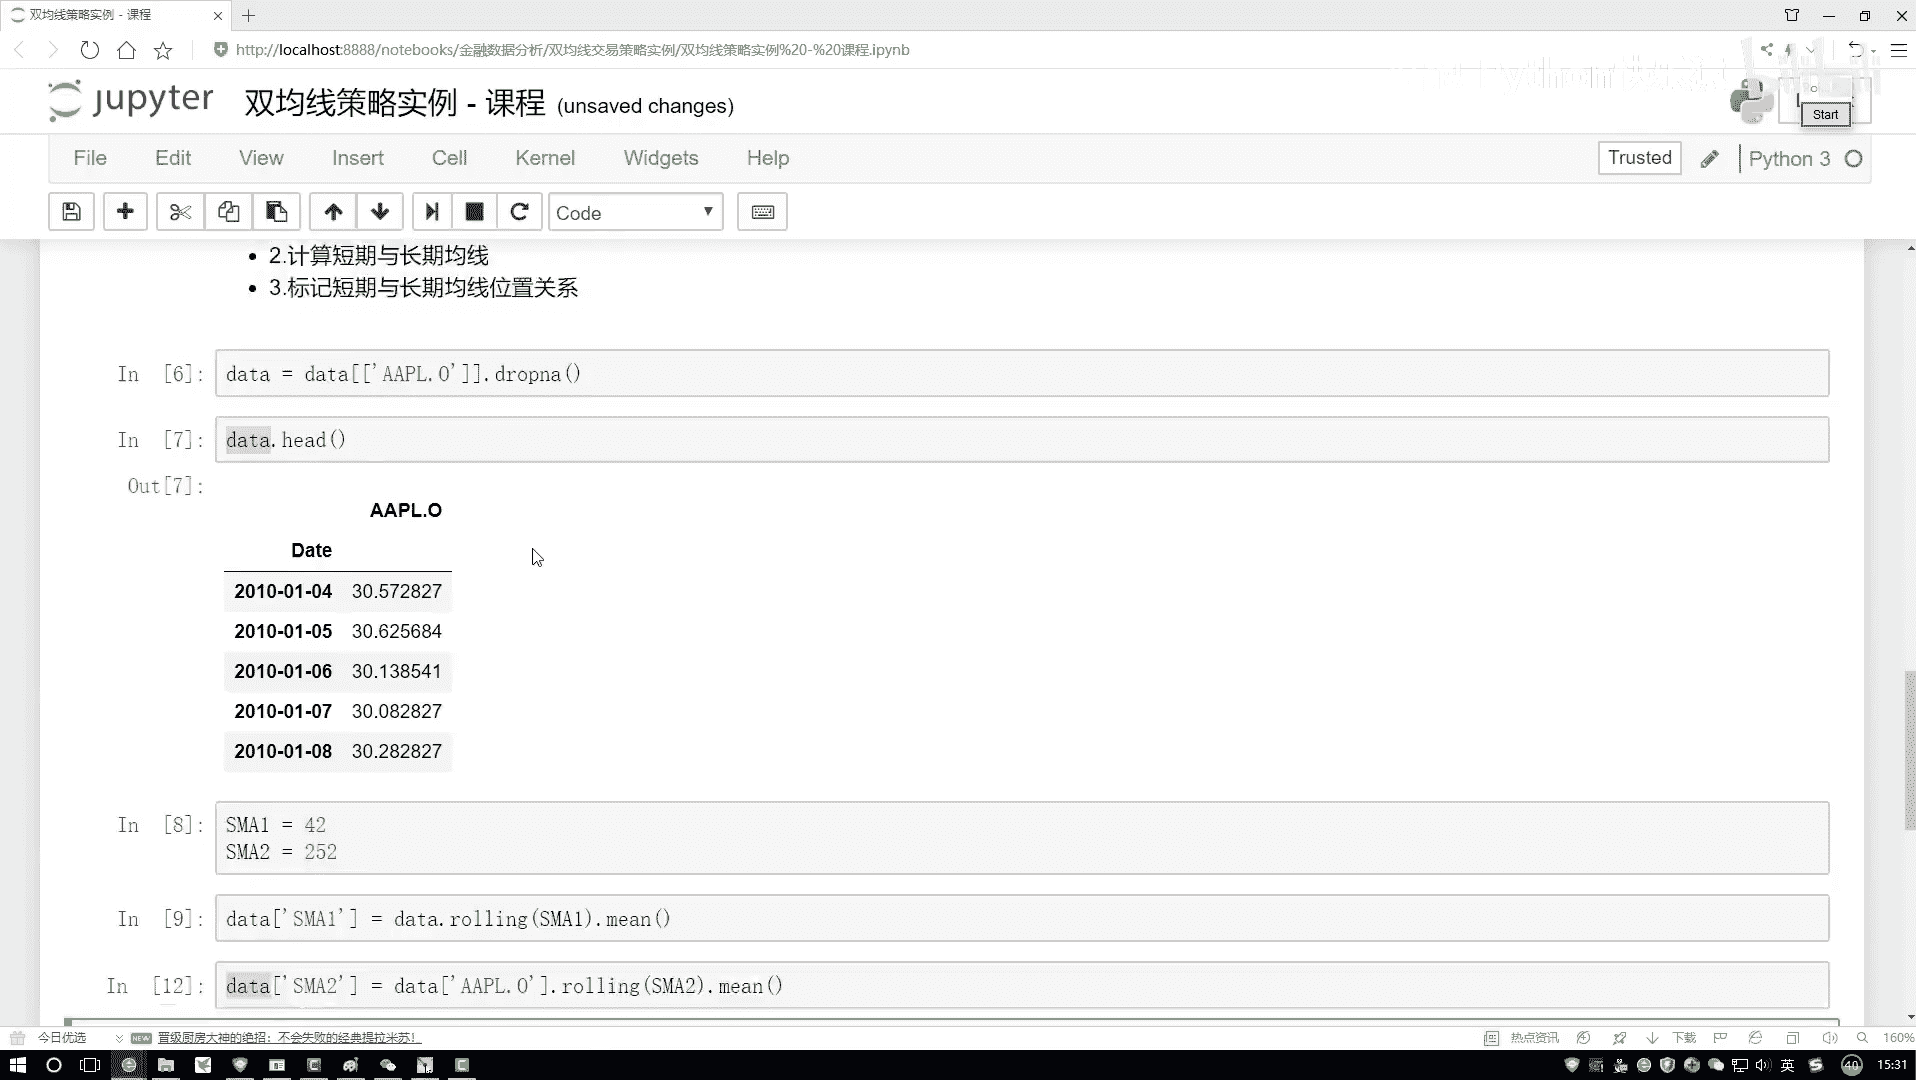 双均线策略实例 - 课程
http://localhost:8888/notebooks/金融数据分析/双均线交易策略实例/双均线策略实例%20-%20课程.ipynb
jupyter 双均线策略实例 - 课程 (unsaved changes)
Start
File Edit View Insert Cell Kernel Widgets Help
Trusted
Python 3
Code
2.计算短期与长期均线
3.标记短期与长期均线位置关系
In [6]: data = data[['AAPL.O']].dropna()
In [7]: data.head()
Out[7]:
AAPL.O
Date
2010-01-04 30.572827
2010-01-05 30.625684
2010-01-06 30.138541
2010-01-07 30.082827
2010-01-08 30.282827
In [8]: SMA1 = 42
SMA2 = 252
In [9]: data['SMA1'] = data.rolling(SMA1).mean()
In [12]: data['SMA2'] = data['AAPL.O'].rolling(SMA2).mean()
今日优选 NEW 晋级厨房大神的绝招：不会失败的经典提拉米苏！
热点资讯 下载 160%
英 40 15:31